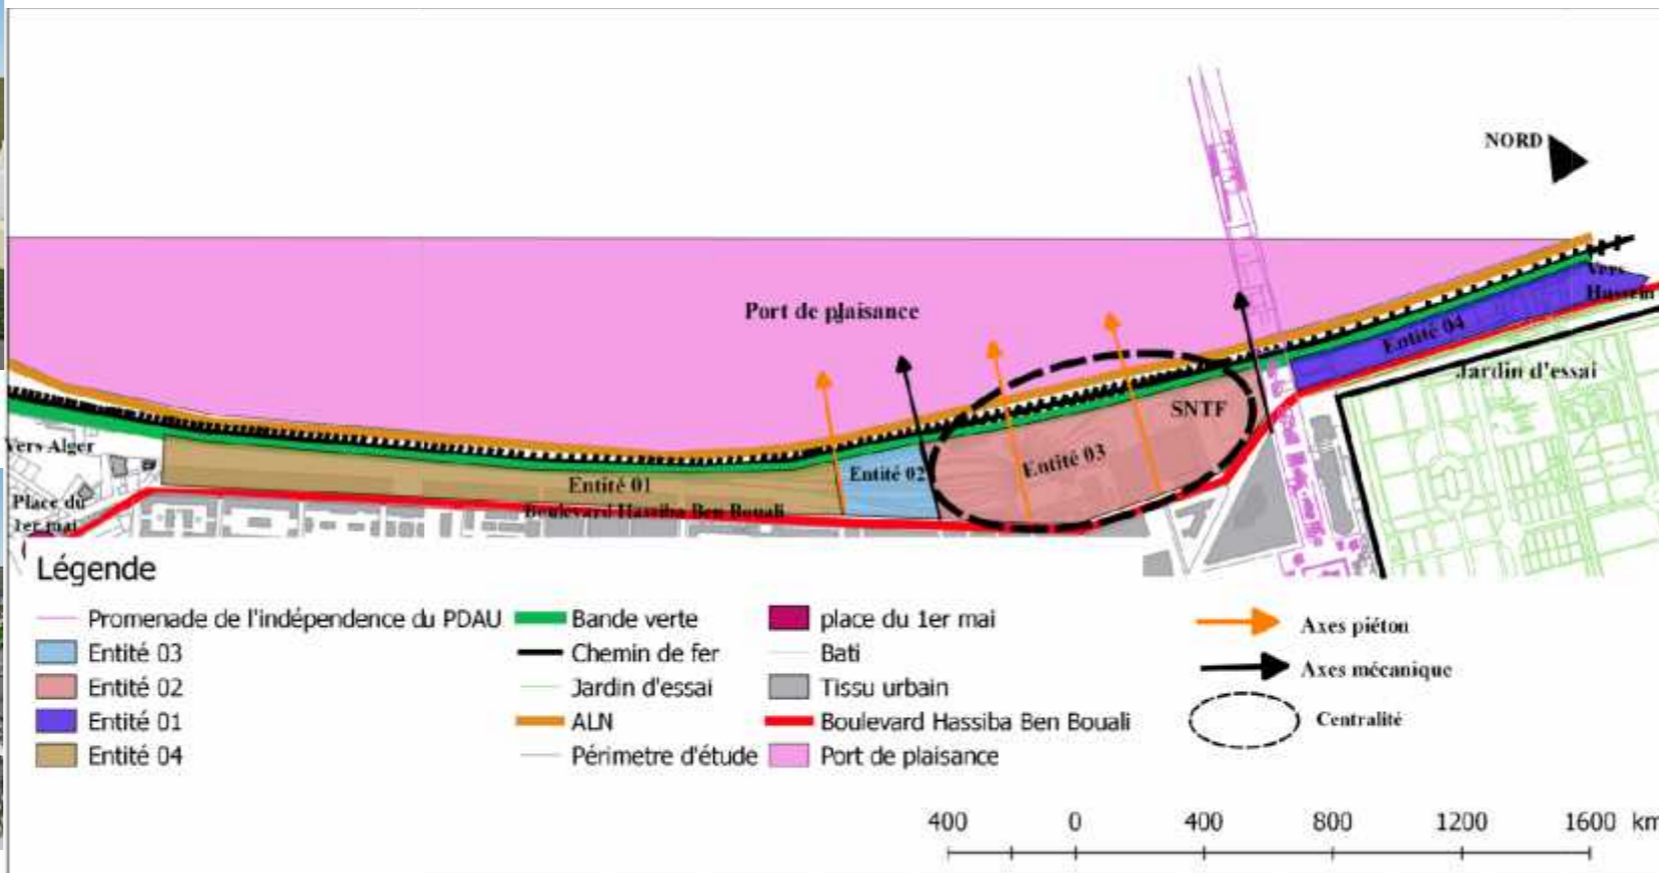 NORD
Vers
Hussein
Port de plaisance
Entité 04
Jardin d'essai
SNTF
Vers Alger
Entité 03
Entité 02
Entité 01
Place du
1er mai
Boulevard Hassiba Ben Bouali
Légende
Promenade de l'indépendance du PDAU
Entité 03
Entité 02
Entité 01
Entité 04
Bande verte
Chemin de fer
Jardin d'essai
ALN
Périmetre d'étude
place du 1er mai
Bati
Tissu urbain
Boulevard Hassiba Ben Bouali
Port de plaisance
Axes piéton
Axes mécanique
Centralité
400 0 400 800 1200 1600 km